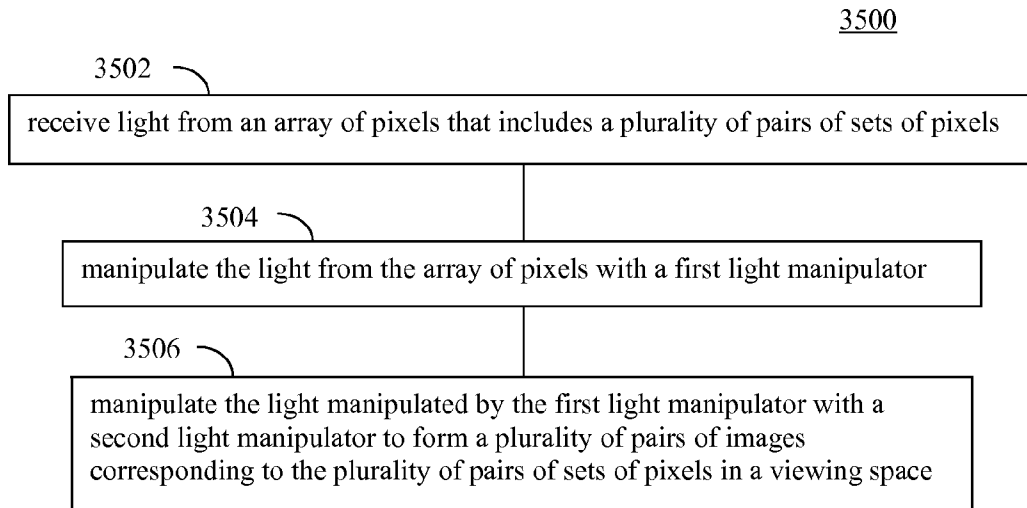 3500
3502
receive light from an array of pixels that includes a plurality of pairs of sets of pixels
3504
manipulate the light from the array of pixels with a first light manipulator
3506
manipulate the light manipulated by the first light manipulator with a
second light manipulator to form a plurality of pairs of images
corresponding to the plurality of pairs of sets of pixels in a viewing space